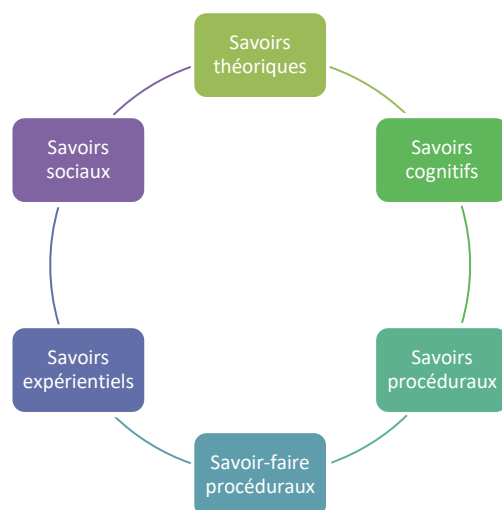 Savoirs
théoriques
Savoirs
cognitifs
Savoirs
procéduraux
Savoir-faire
procéduraux
Savoirs
expérientiels
Savoirs
sociaux